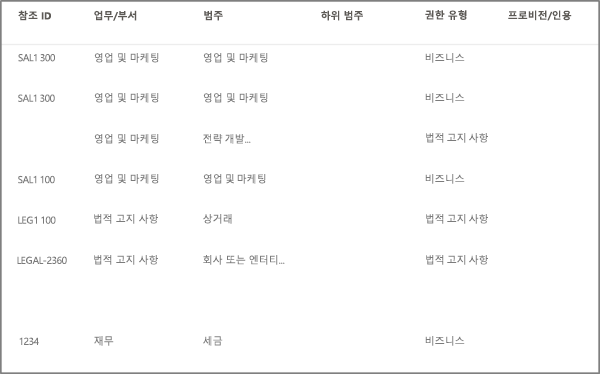 참조 ID 업무/부서 범주 하위 범주 권한 유형 프로비전/인용
SAL1 300 영업 및 마케팅 영업 및 마케팅 비즈니스
SAL1 300 영업 및 마케팅 영업 및 마케팅 비즈니스
영업 및 마케팅 전략 개발... 법적 고지 사항
SAL1 100 영업 및 마케팅 영업 및 마케팅 비즈니스
LEG1 100 법적 고지 사항 상거래 법적 고지 사항
LEGAL-2360 법적 고지 사항 회사 또는 엔터티... 법적 고지 사항
1234 재무 세금 비즈니스